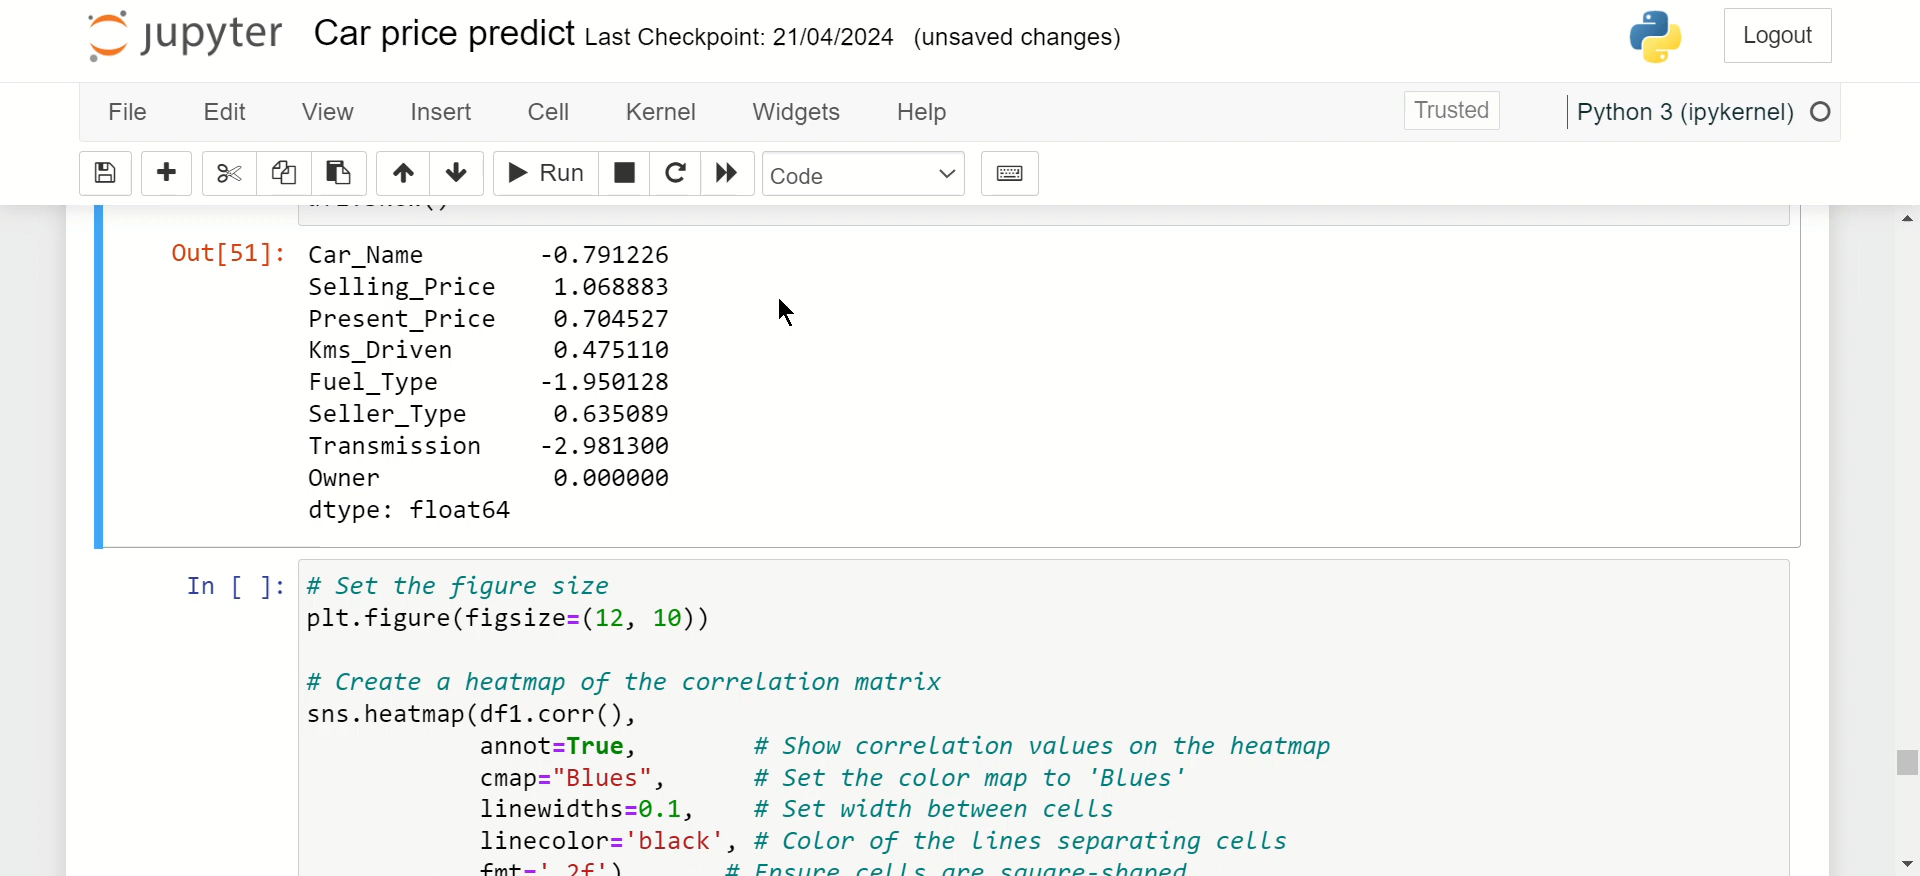 jupyter Car price predict Last Checkpoint: 21/04/2024 (unsaved changes) Logout
File Edit View Insert Cell Kernel Widgets Help Trusted Python 3 (ipykernel)
Run Code
Out[51]: Car_Name -0.791226
Selling_Price 1.068883
Present_Price 0.704527
Kms_Driven 0.475110
Fuel_Type -1.950128
Seller_Type 0.635089
Transmission -2.981300
Owner 0.000000
dtype: float64
In [ ]: # Set the figure size
plt.figure(figsize=(12, 10))
# Create a heatmap of the correlation matrix
sns.heatmap(df1.corr(),
annot=True, # Show correlation values on the heatmap
cmap="Blues", # Set the color map to 'Blues'
linewidths=0.1, # Set width between cells
linecolor='black', # Color of the lines separating cells
fmt='.2f') # Ensure cells are square-shaped